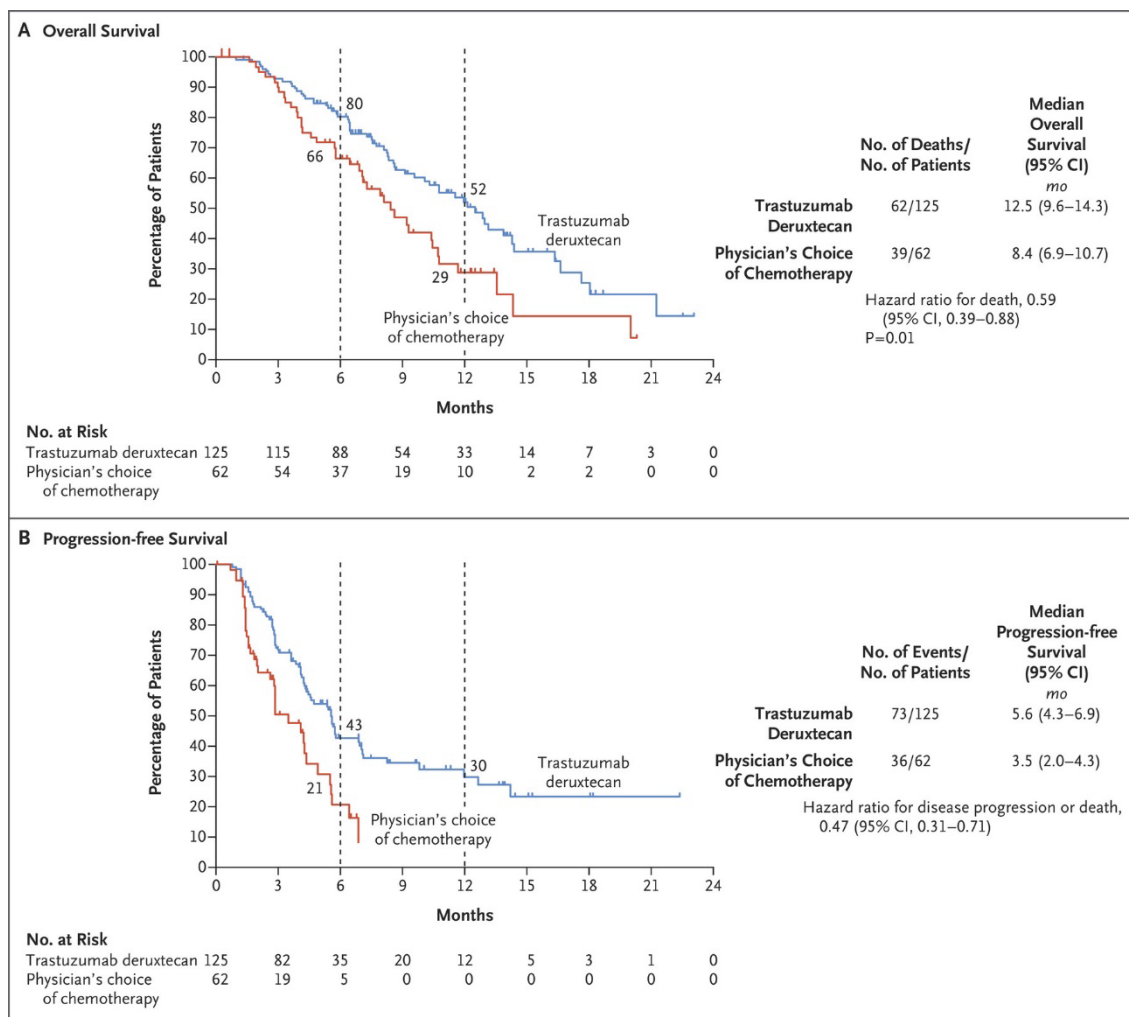 A Overall Survival
100
90
80
70
60
50
40
30
20
10
0
Percentage of Patients
80
66
52
29
Trastuzumab
deruxtecan
Physician's choice
of chemotherapy
0 3 6 9 12 15 18 21 24
Months
No. of Deaths/
No. of Patients
Median
Overall
Survival
(95% CI)
mo
Trastuzumab
Deruxtecan
62/125 12.5 (9.6–14.3)
Physician's Choice
of Chemotherapy
39/62 8.4 (6.9–10.7)
Hazard ratio for death, 0.59
(95% CI, 0.39–0.88)
P=0.01
No. at Risk
Trastuzumab deruxtecan 125 115 88 54 33 14 7 3 0
Physician's choice
of chemotherapy
62 54 37 19 10 2 2 0 0
B Progression-free Survival
100
90
80
70
60
50
40
30
20
10
0
Percentage of Patients
43
21
30
Trastuzumab
deruxtecan
Physician's choice
of chemotherapy
0 3 6 9 12 15 18 21 24
Months
No. of Events/
No. of Patients
Median
Progression-free
Survival
(95% CI)
mo
Trastuzumab
Deruxtecan
73/125 5.6 (4.3–6.9)
Physician's Choice
of Chemotherapy
36/62 3.5 (2.0–4.3)
Hazard ratio for disease progression or death,
0.47 (95% CI, 0.31–0.71)
No. at Risk
Trastuzumab deruxtecan 125 82 35 20 12 5 3 1 0
Physician's choice
of chemotherapy
62 19 5 0 0 0 0 0 0